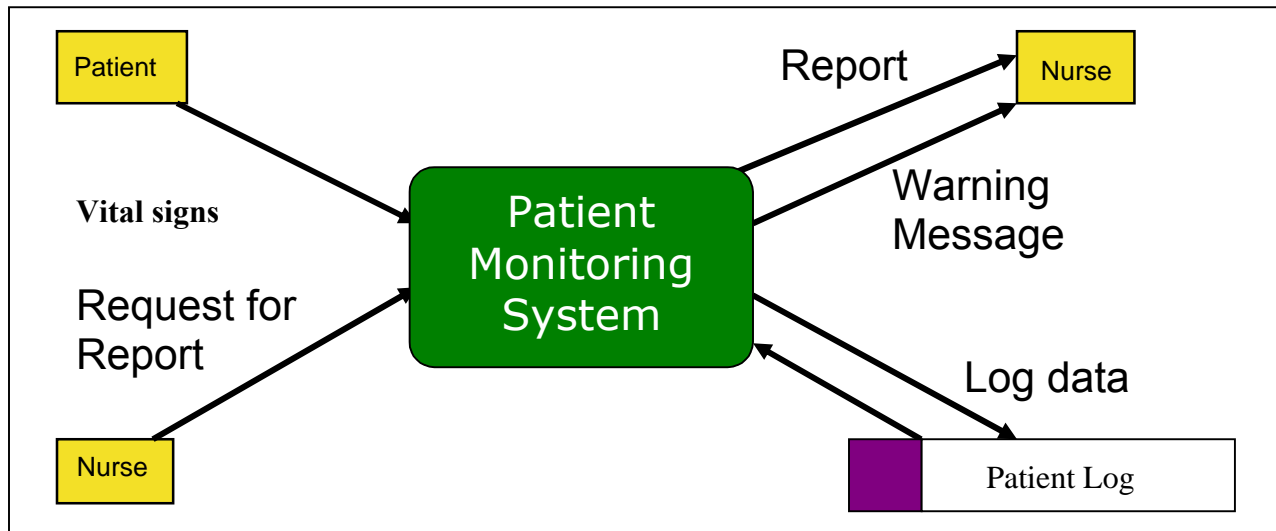 Patient
Report
Nurse
Vital signs
Patient
Monitoring
System
Warning
Message
Request for
Report
Log data
Nurse
Patient Log